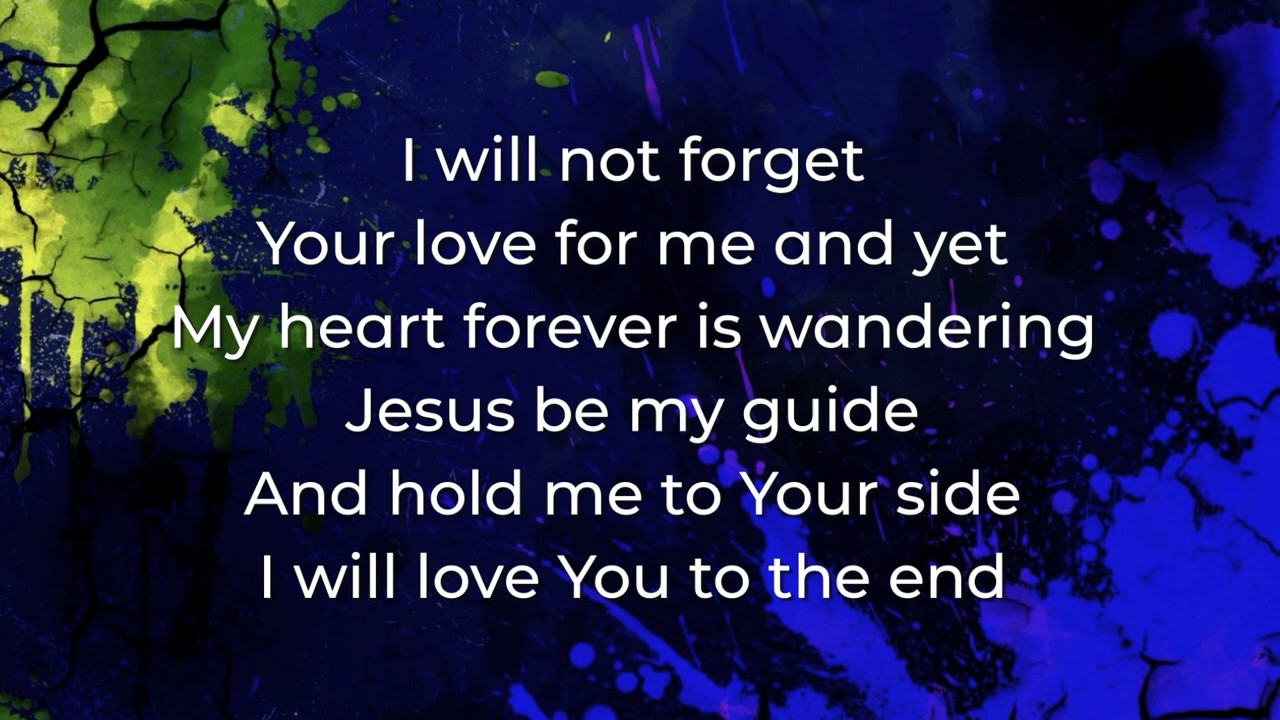 I will not forget
Your love for me and yet
My heart forever is wandering
Jesus be my guide
And hold me to Your side
I will love You to the end